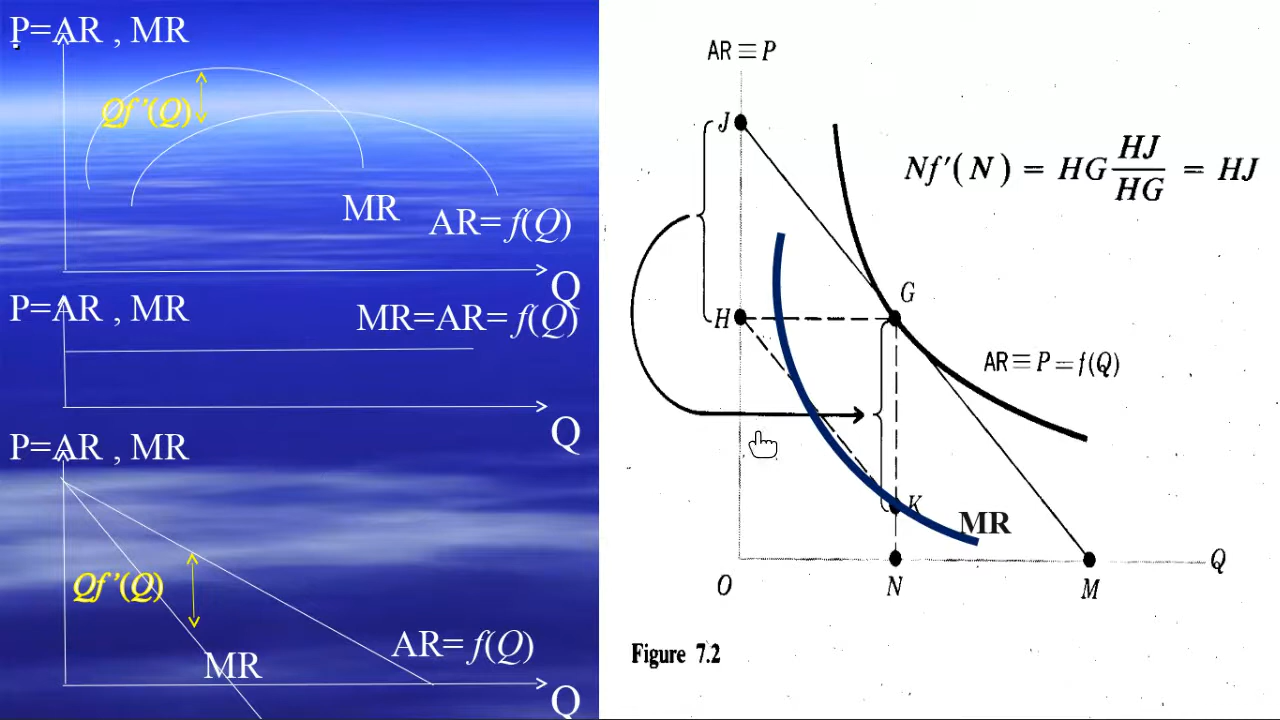 P=AR , MR
Qf’(Q)
MR
AR= f(Q)
Q
P=AR , MR
MR=AR= f(Q)
Q
P=AR , MR
Qf’(Q)
AR= f(Q)
MR
Q
AR ≡ P
J
Nf′(N) = HG HJ/HG = HJ
G
H
AR ≡ P = f(Q)
K
MR
Q
O
N
M
Figure 7.2